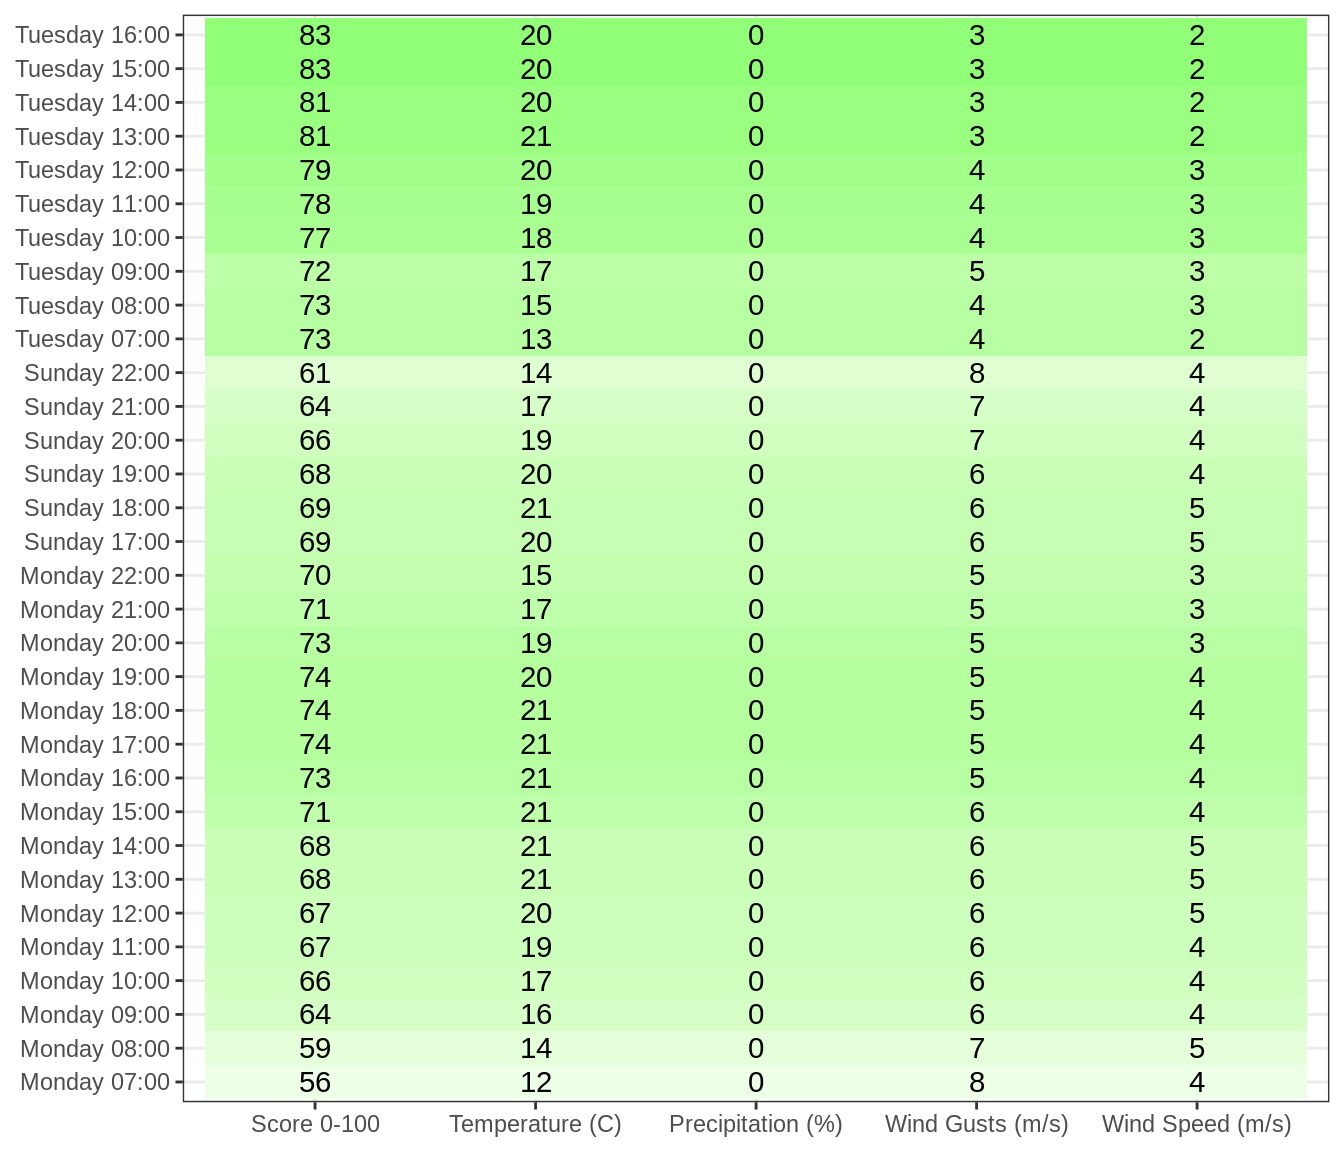 Tuesday 16:00 83 20 0 3 2
Tuesday 15:00 83 20 0 3 2
Tuesday 14:00 81 20 0 3 2
Tuesday 13:00 81 21 0 3 2
Tuesday 12:00 79 20 0 4 3
Tuesday 11:00 78 19 0 4 3
Tuesday 10:00 77 18 0 4 3
Tuesday 09:00 72 17 0 5 3
Tuesday 08:00 73 15 0 4 3
Tuesday 07:00 73 13 0 4 2
Sunday 22:00 61 14 0 8 4
Sunday 21:00 64 17 0 7 4
Sunday 20:00 66 19 0 7 4
Sunday 19:00 68 20 0 6 4
Sunday 18:00 69 21 0 6 5
Sunday 17:00 69 20 0 6 5
Monday 22:00 70 15 0 5 3
Monday 21:00 71 17 0 5 3
Monday 20:00 73 19 0 5 3
Monday 19:00 74 20 0 5 4
Monday 18:00 74 21 0 5 4
Monday 17:00 74 21 0 5 4
Monday 16:00 73 21 0 5 4
Monday 15:00 71 21 0 6 4
Monday 14:00 68 21 0 6 5
Monday 13:00 68 21 0 6 5
Monday 12:00 67 20 0 6 5
Monday 11:00 67 19 0 6 4
Monday 10:00 66 17 0 6 4
Monday 09:00 64 16 0 6 4
Monday 08:00 59 14 0 7 5
Monday 07:00 56 12 0 8 4
Score 0-100 Temperature (C) Precipitation (%) Wind Gusts (m/s) Wind Speed (m/s)